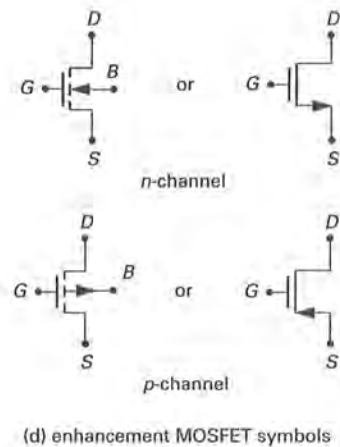 D D
G B or G
S S
n-channel
D D
G B or G
S S
p-channel
(d) enhancement MOSFET symbols